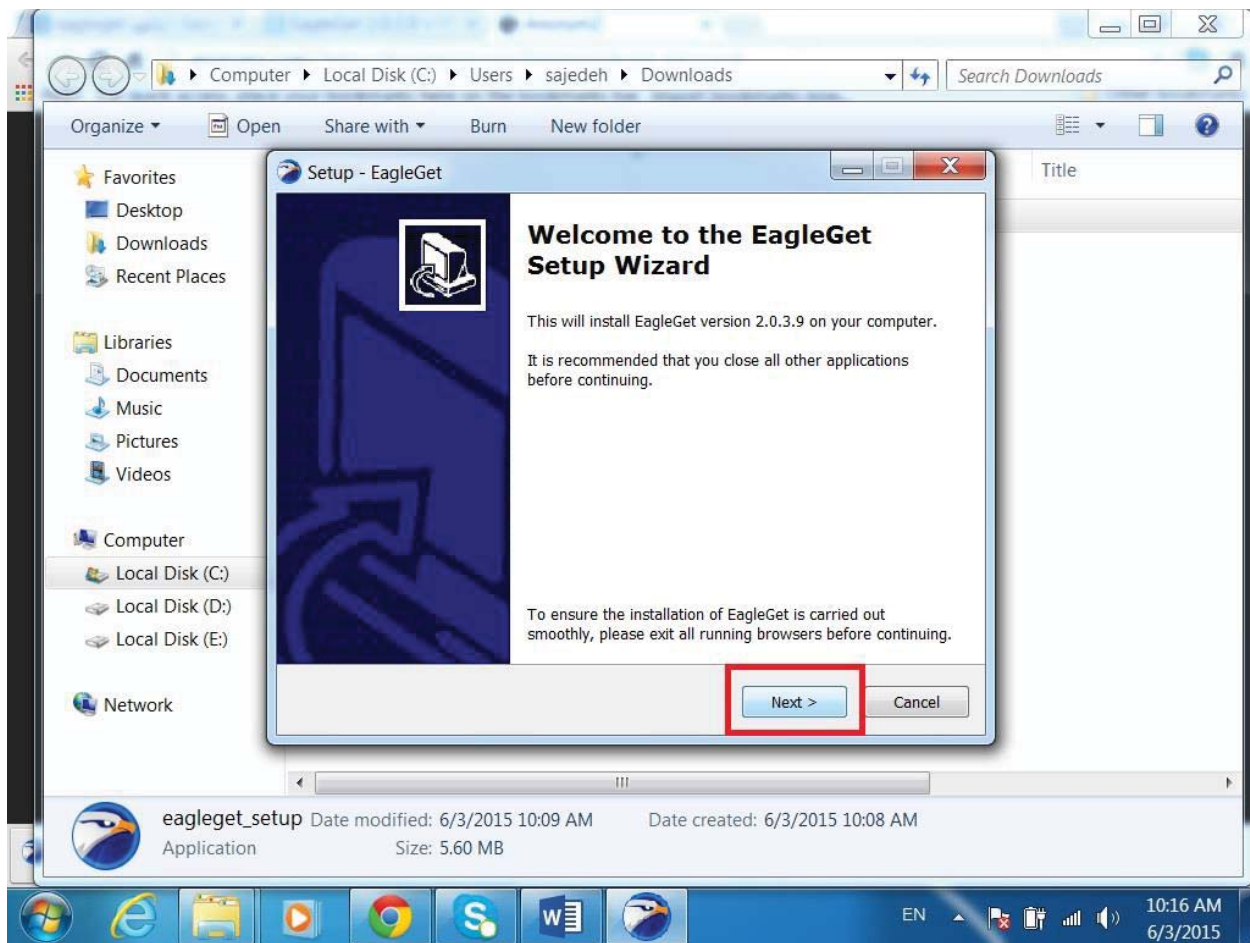 Computer Local Disk (C:) Users sajedeh Downloads
Search Downloads
Organize Open Share with Burn New folder
Favorites
Desktop
Downloads
Recent Places
Libraries
Documents
Music
Pictures
Videos
Computer
Local Disk (C:)
Local Disk (D:)
Local Disk (E:)
Network
Title
Setup - EagleGet
Welcome to the EagleGet
Setup Wizard
This will install EagleGet version 2.0.3.9 on your computer.
It is recommended that you close all other applications
before continuing.
To ensure the installation of EagleGet is carried out
smoothly, please exit all running browsers before continuing.
Next > Cancel
eagleget_setup Date modified: 6/3/2015 10:09 AM Date created: 6/3/2015 10:08 AM
Application Size: 5.60 MB
EN
10:16 AM
6/3/2015